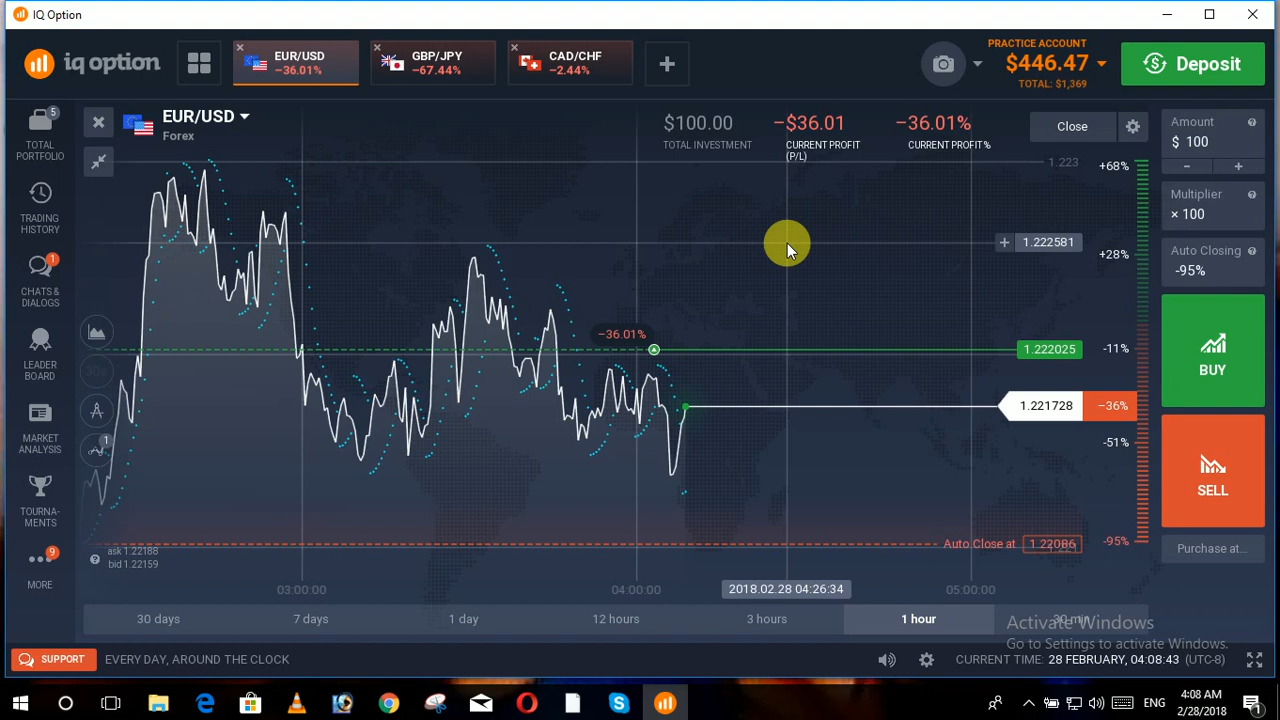 IQ Option
iq option
EUR/USD
−36.01%
GBP/JPY
−67.44%
CAD/CHF
−2.44%
PRACTICE ACCOUNT
$446.47
TOTAL: $1,369
Deposit
5
TOTAL
PORTFOLIO
TRADING
HISTORY
1
CHATS &
DIALOGS
LEADER
BOARD
MARKET
ANALYSIS
TOURNA-
MENTS
9
MORE
EUR/USD
Forex
$100.00
TOTAL INVESTMENT
−$36.01
CURRENT PROFIT
(P/L)
−36.01%
CURRENT PROFIT %
Close
1.223
+68%
1.222581
+28%
−36.01%
1.222025
-11%
1.221728
−36%
-51%
1
Auto Close at
1.22086
-95%
ask 1.22188
bid 1.22159
03:00:00
04:00:00
2018.02.28 04:26:34
05:00:00
30 days
7 days
1 day
12 hours
3 hours
1 hour
30 min
Amount
$ 100
-
+
Multiplier
× 100
Auto Closing
-95%
BUY
SELL
Purchase at...
Activate Windows
Go to Settings to activate Windows.
SUPPORT
EVERY DAY, AROUND THE CLOCK
CURRENT TIME: 28 FEBRUARY, 04:08:43 (UTC-8)
ENG
4:08 AM
2/28/2018
1